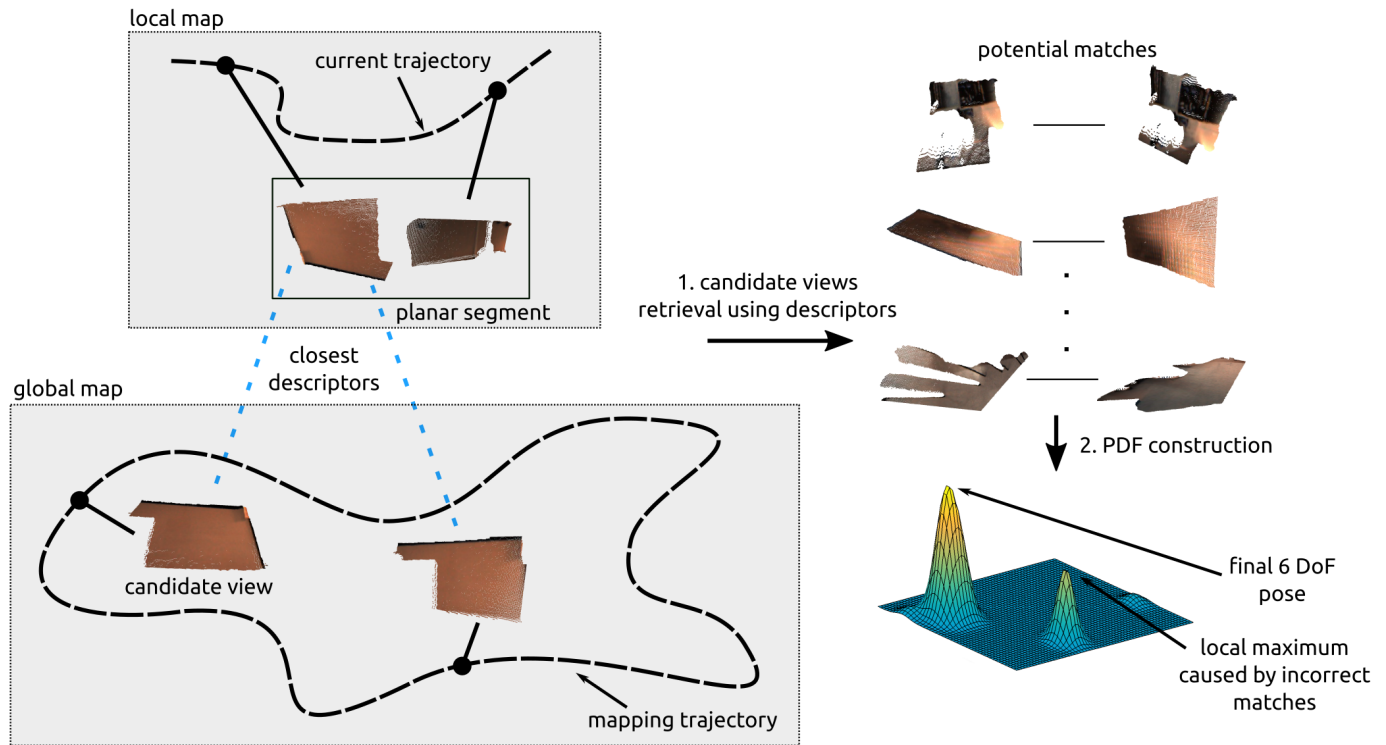 local map
current trajectory
planar segment
closest
descriptors
global map
candidate view
mapping trajectory
1. candidate views
retrieval using descriptors
potential matches
2. PDF construction
final 6 DoF
pose
local maximum
caused by incorrect
matches